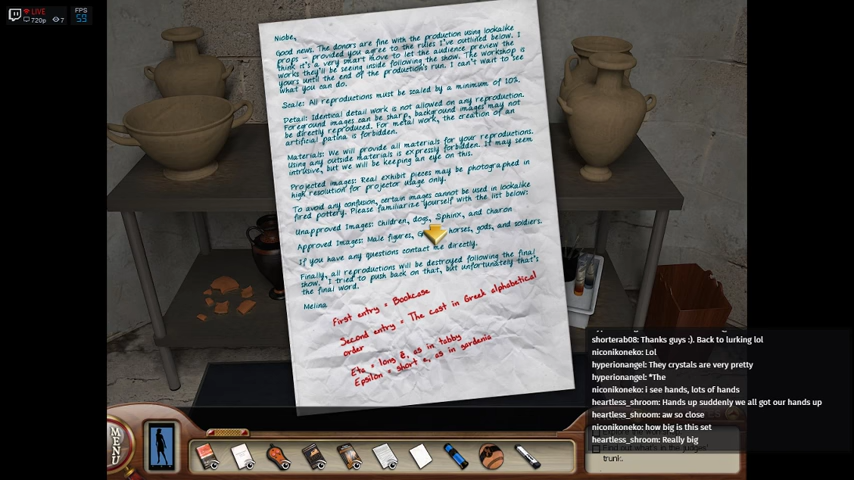 LIVE
720p 7
FPS
55
Niobe,
Good news. The donors are fine with the production using lookalike
props - provided you agree to the rules I've outlined below. I
think it's a very smart move to let the audience preview the
works they'll be seeing inside following the show. The workshop is
yours until the end of the production's run. I can't wait to see
what you can do.
Scale: All reproductions must be scaled by a minimum of 10%.
Detail: Identical detail work is not allowed on any reproduction.
Foreground images can be sharp, background images may not
be directly reproduced. For metal work, the creation of an
artificial patina is forbidden.
Materials: We will provide all materials for your reproductions.
Using any outside materials is expressly forbidden. It may seem
intrusive, but we will be keeping an eye on this.
Projected Images: Real exhibit pieces may be photographed in
high resolution for projector usage only.
To avoid any confusion, certain images cannot be used in lookalike
fired pottery. Please familiarize yourself with the list below:
Unapproved Images: Children, dogs, Sphinx, and Charon
Approved Images: Male figures, horses, gods, and soldiers.
If you have any questions contact me directly.
Finally, all reproductions will be destroyed following the final
show. I tried to push back on that, but unfortunately that's
the final word.
Melina
First entry = Bookcase
Second entry = The cast in Greek alphabetical
order
Eta = long E, as in tabby
Epsilon = short e, as in gardenia
shorterab08: Thanks guys :). Back to lurking lol
niconikoneko: Lol
hyperionangel: They crystals are very pretty
hyperionangel: *The
niconikoneko: i see hands, lots of hands
heartless_shroom: Hands up suddenly we all got our hands up
heartless_shroom: aw so close
niconikoneko: how big is this set
heartless_shroom: Really big
MENU
Find out what's in the judges'
trunk.